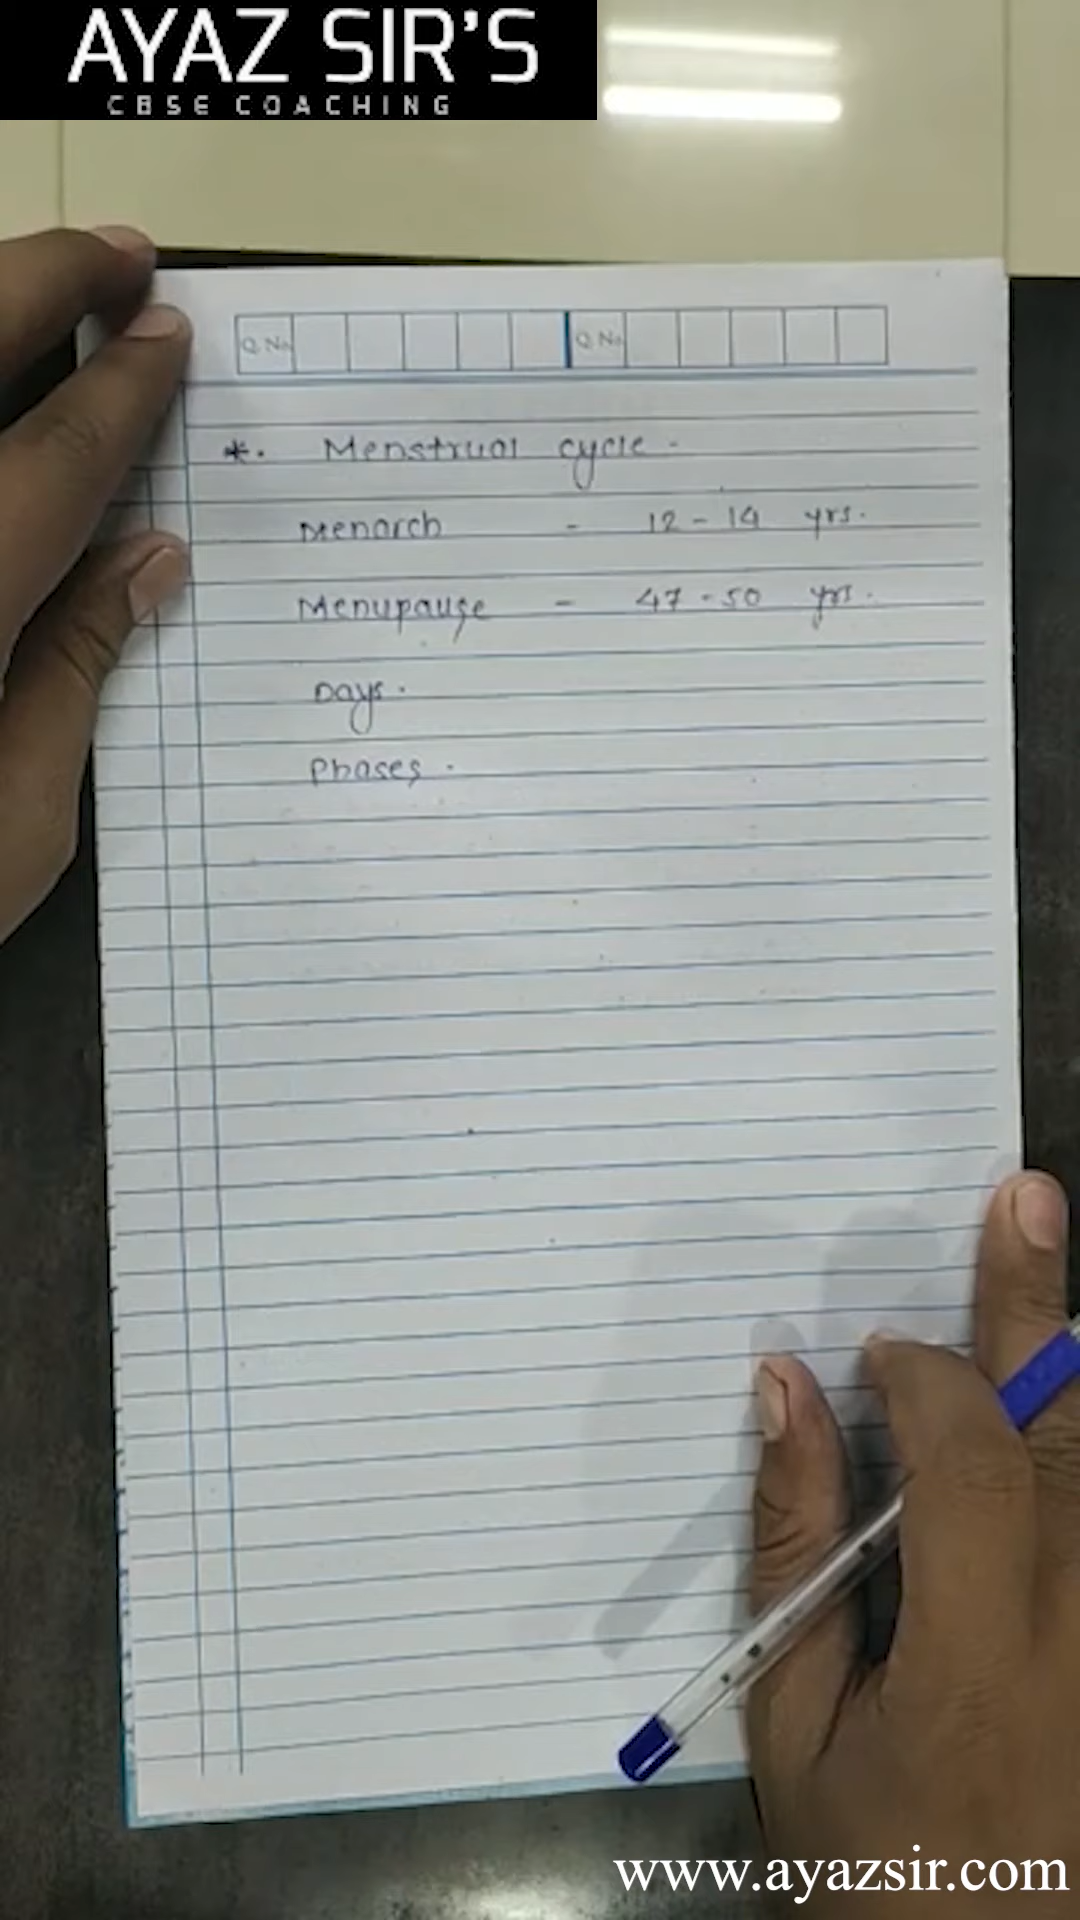 AYAZ SIR'S
CBSE COACHING
Q No Q No
*. Menstrual cycle -
Menarch - 12 - 14 yrs.
Menupause - 47 - 50 yrs.
Days.
Phases.
www.ayazsir.com